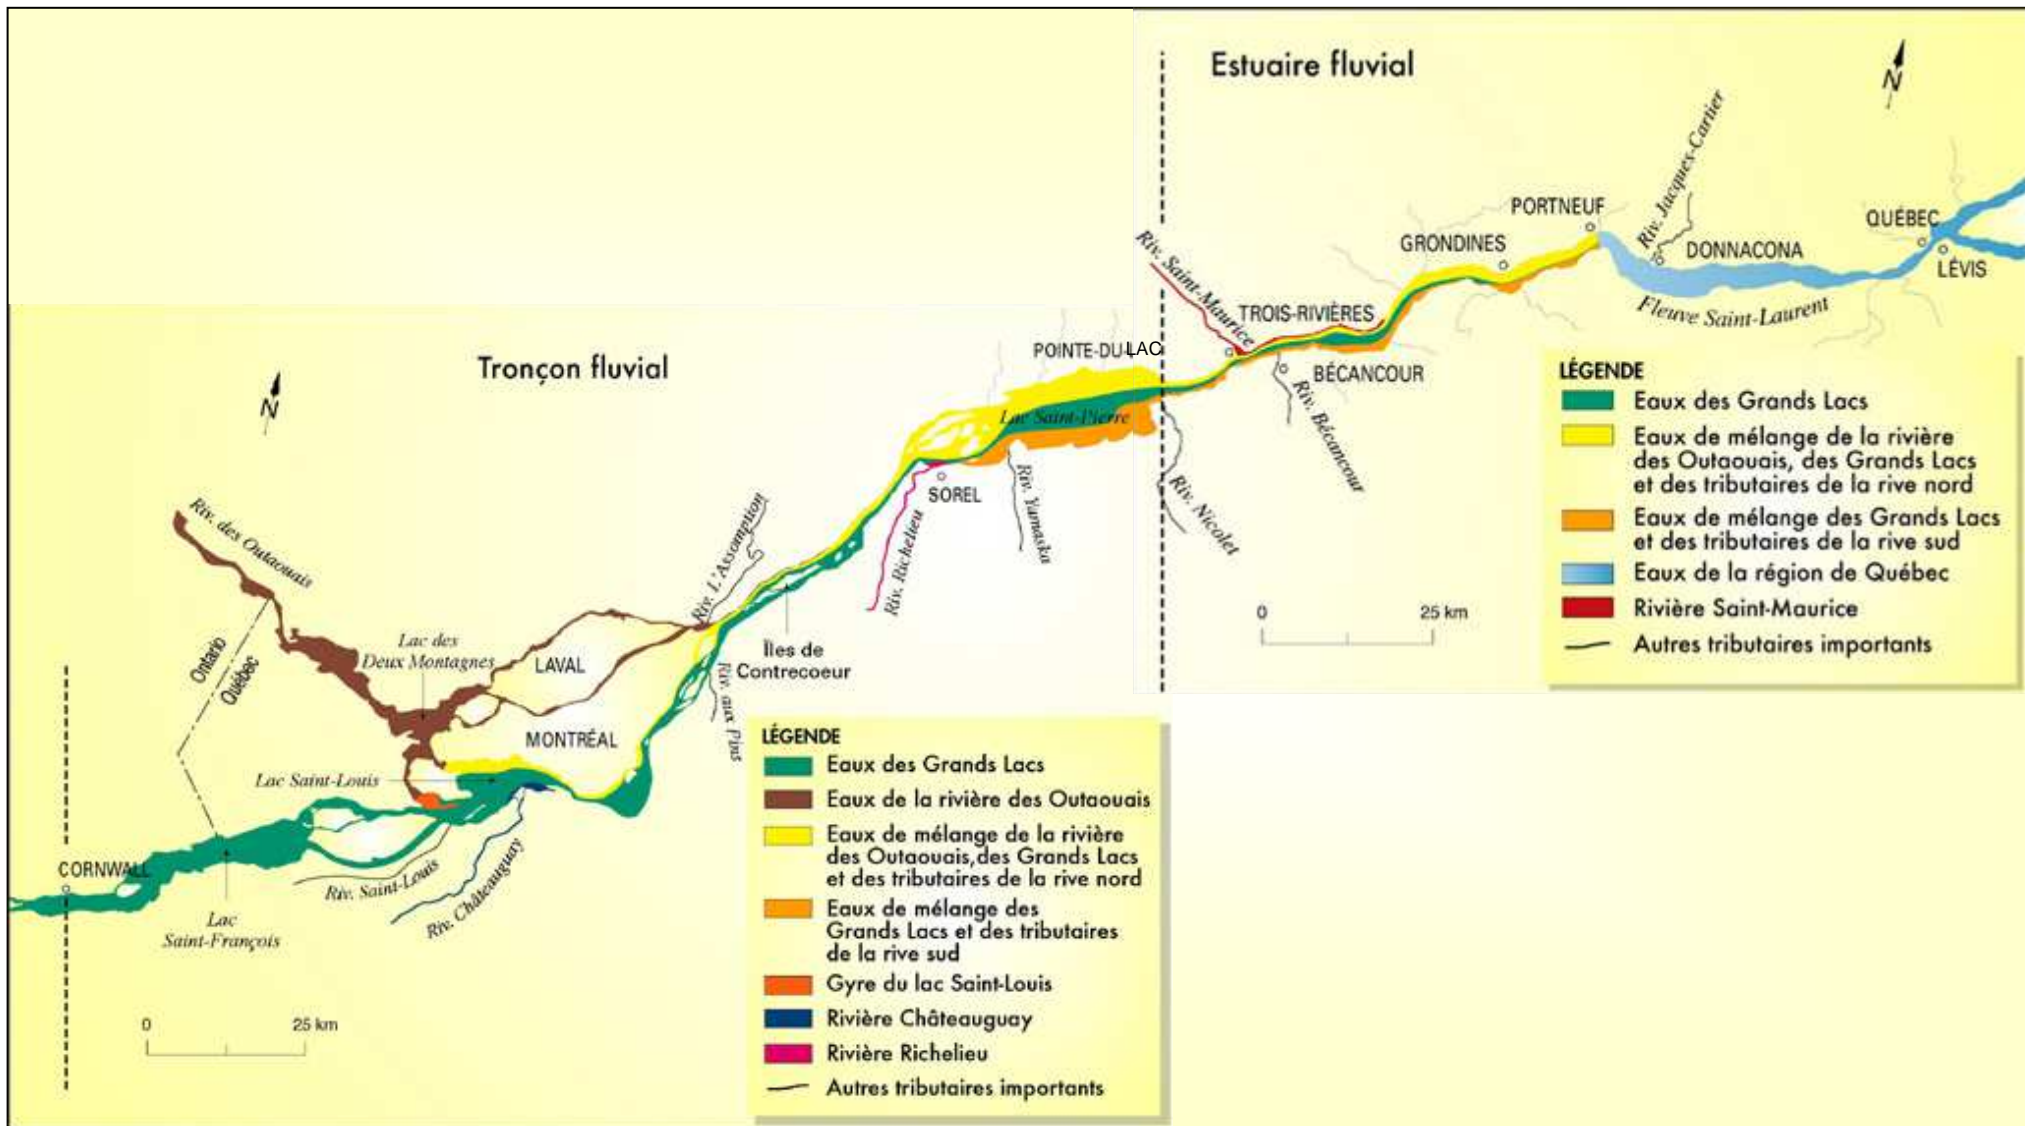 Estuaire fluvial
N
Riv. Jacques-Cartier
PORTNEUF
QUÉBEC
GRONDINES
DONNACONA
LÉVIS
Riv. Saint-Maurice
Fleuve Saint-Laurent
TROIS-RIVIÈRES
POINTE-DU-LAC
BÉCANCOUR
Riv. Bécancour
Tronçon fluvial
N
Lac Saint-Pierre
SOREL
Riv. Richelieu
Riv. Yamaska
Riv. Nicolet
Riv. des Outaouais
Riv. L'Assomption
Ontario
Québec
Lac des
Deux Montagnes
LAVAL
Îles de
Contrecoeur
Riv. aux Pins
MONTRÉAL
Lac Saint-Louis
CORNWALL
Riv. Saint-Louis
Riv. Châteauguay
Lac
Saint-François
0 25 km
0 25 km
LÉGENDE
Eaux des Grands Lacs
Eaux de la rivière des Outaouais
Eaux de mélange de la rivière
des Outaouais,des Grands Lacs
et des tributaires de la rive nord
Eaux de mélange des
Grands Lacs et des tributaires
de la rive sud
Gyre du lac Saint-Louis
Rivière Châteauguay
Rivière Richelieu
Autres tributaires importants
LÉGENDE
Eaux des Grands Lacs
Eaux de mélange de la rivière
des Outaouais, des Grands Lacs
et des tributaires de la rive nord
Eaux de mélange des Grands Lacs
et des tributaires de la rive sud
Eaux de la région de Québec
Rivière Saint-Maurice
Autres tributaires importants